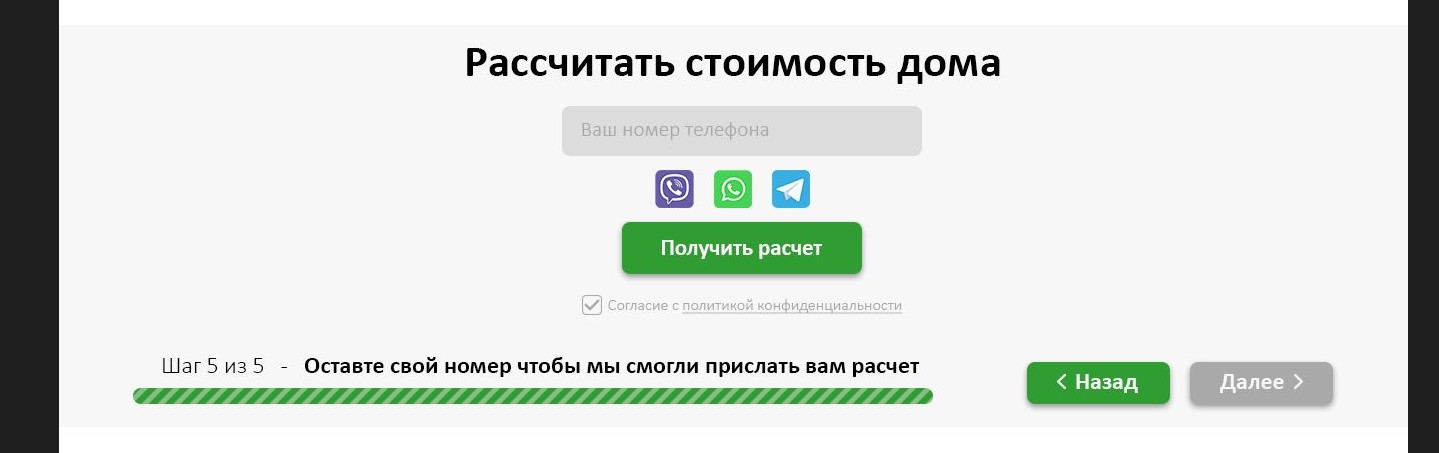 Рассчитать стоимость дома
Ваш номер телефона
Получить расчет
Согласие с политикой конфиденциальности
Шаг 5 из 5 - Оставте свой номер чтобы мы смогли прислать вам расчет
< Назад
Далее >